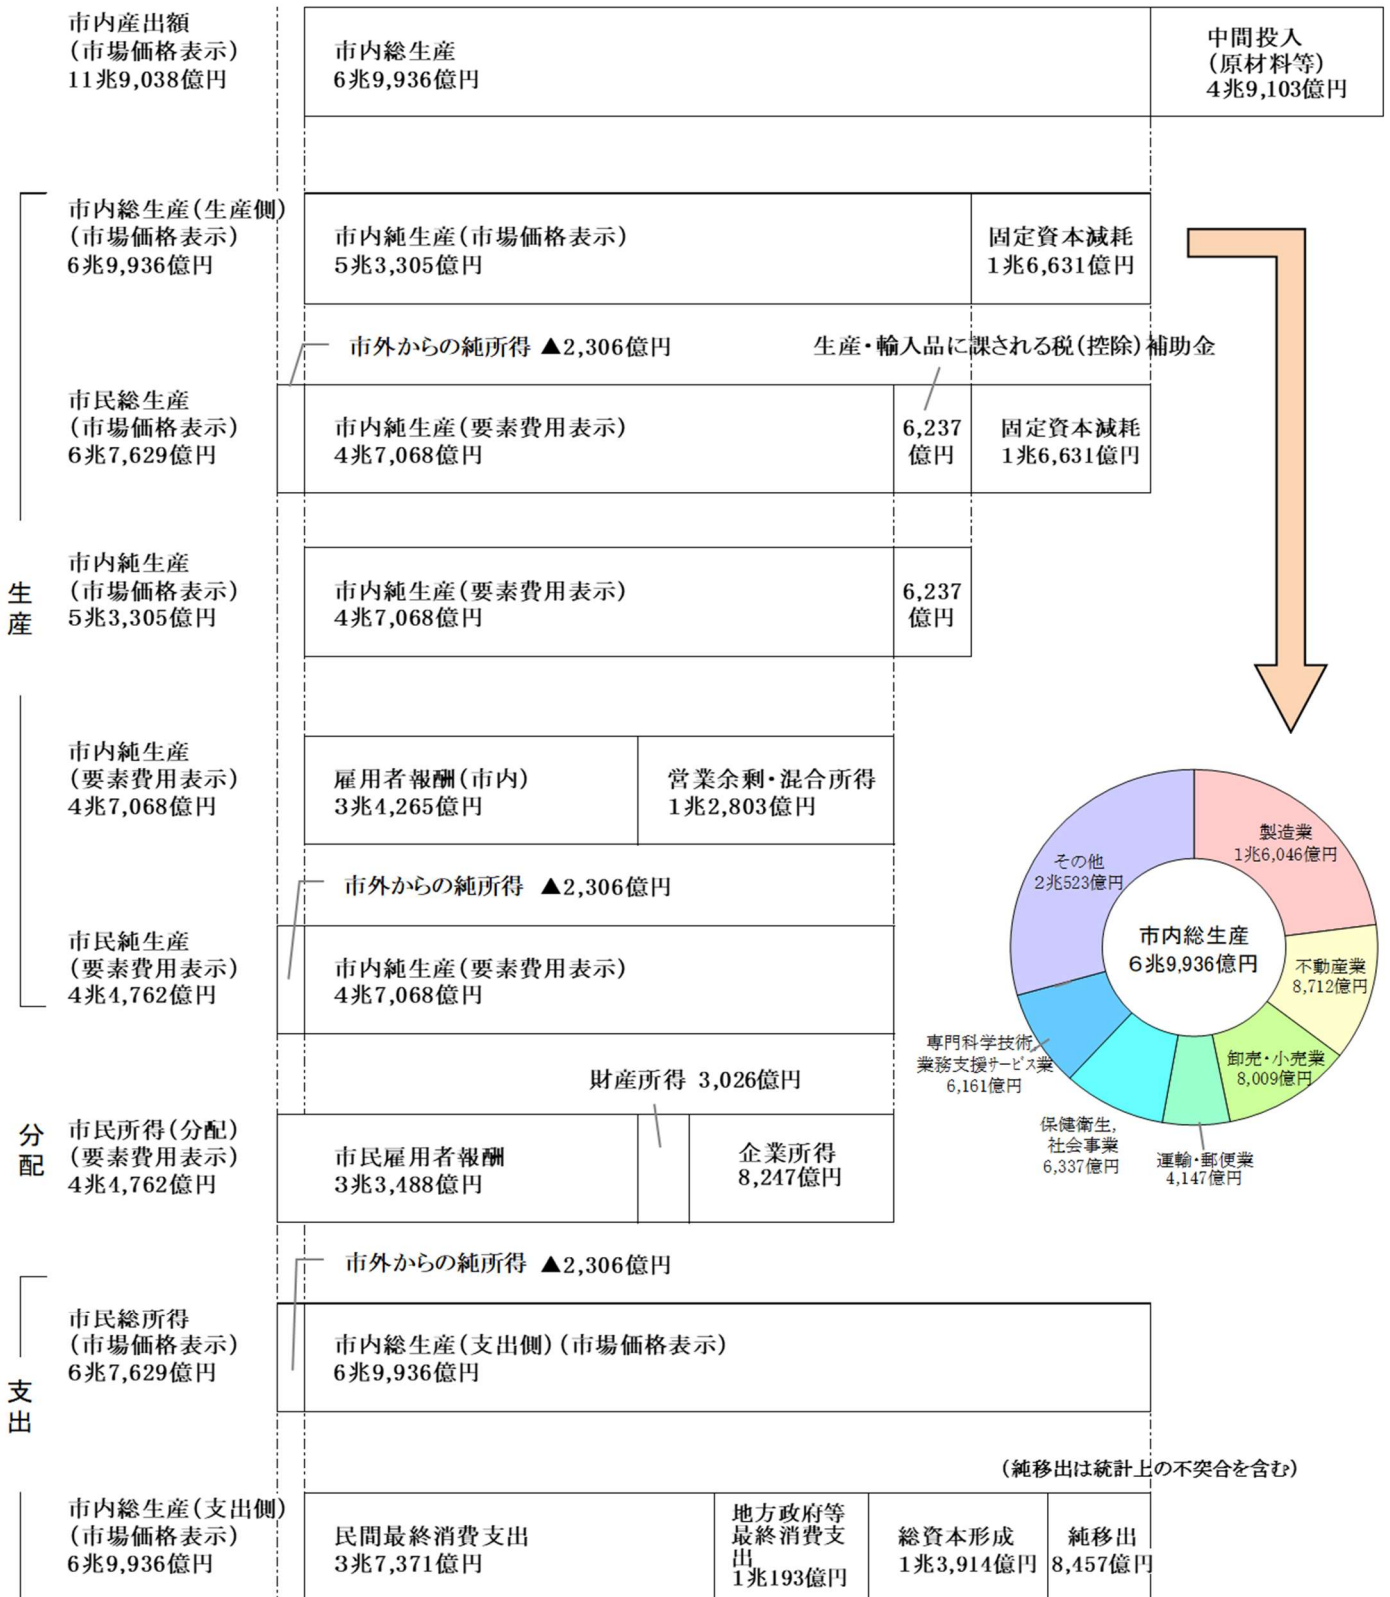 市内産出額
(市場価格表示)
11兆9,038億円
市内総生産
6兆9,936億円
中間投入
(原材料等)
4兆9,103億円
市内総生産(生産側)
(市場価格表示)
6兆9,936億円
市内純生産(市場価格表示)
5兆3,305億円
固定資本減耗
1兆6,631億円
市外からの純所得 ▲2,306億円
生産・輸入品に課される税(控除)補助金
市民総生産
(市場価格表示)
6兆7,629億円
市内純生産(要素費用表示)
4兆7,068億円
6,237
億円
固定資本減耗
1兆6,631億円
生産
市内純生産
(市場価格表示)
5兆3,305億円
市内純生産(要素費用表示)
4兆7,068億円
6,237
億円
市内純生産
(要素費用表示)
4兆7,068億円
雇用者報酬(市内)
3兆4,265億円
営業余剰・混合所得
1兆2,803億円
市外からの純所得 ▲2,306億円
市民純生産
(要素費用表示)
4兆4,762億円
市内純生産(要素費用表示)
4兆7,068億円
製造業
1兆6,046億円
その他
2兆523億円
市内総生産
6兆9,936億円
不動産業
8,712億円
卸売・小売業
8,009億円
専門科学技術,
業務支援サービス業
6,161億円
保健衛生,
社会事業
6,337億円
運輸・郵便業
4,147億円
財産所得 3,026億円
分配
市民所得(分配)
(要素費用表示)
4兆4,762億円
市民雇用者報酬
3兆3,488億円
企業所得
8,247億円
市外からの純所得 ▲2,306億円
支出
市民総所得
(市場価格表示)
6兆7,629億円
市内総生産(支出側)(市場価格表示)
6兆9,936億円
(純移出は統計上の不突合を含む)
市内総生産(支出側)
(市場価格表示)
6兆9,936億円
民間最終消費支出
3兆7,371億円
地方政府等
最終消費支
出
1兆193億円
総資本形成
1兆3,914億円
純移出
8,457億円